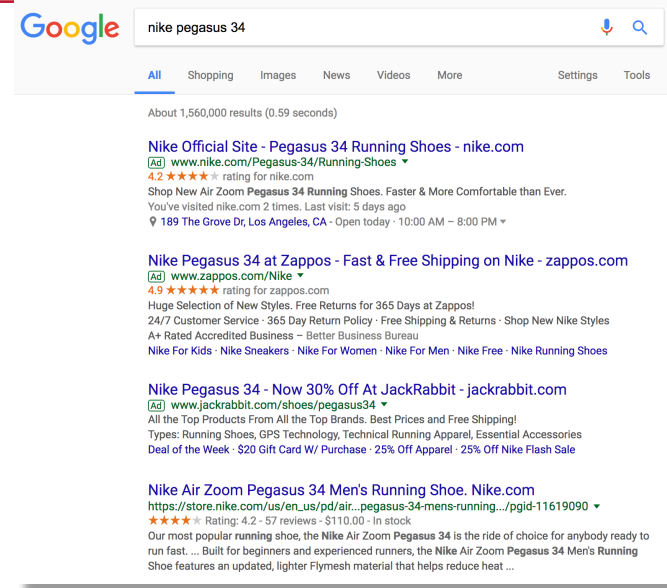 Google
nike pegasus 34
All Shopping Images News Videos More Settings Tools
About 1,560,000 results (0.59 seconds)
Nike Official Site - Pegasus 34 Running Shoes - nike.com
Ad www.nike.com/Pegasus-34/Running-Shoes
4.2 ★★★★★ rating for nike.com
Shop New Air Zoom Pegasus 34 Running Shoes. Faster & More Comfortable than Ever.
You've visited nike.com 2 times. Last visit: 5 days ago
189 The Grove Dr, Los Angeles, CA - Open today · 10:00 AM – 8:00 PM
Nike Pegasus 34 at Zappos - Fast & Free Shipping on Nike - zappos.com
Ad www.zappos.com/Nike
4.9 ★★★★★ rating for zappos.com
Huge Selection of New Styles. Free Returns for 365 Days at Zappos!
24/7 Customer Service · 365 Day Return Policy · Free Shipping & Returns · Shop New Nike Styles
A+ Rated Accredited Business – Better Business Bureau
Nike For Kids · Nike Sneakers · Nike For Women · Nike For Men · Nike Free · Nike Running Shoes
Nike Pegasus 34 - Now 30% Off At JackRabbit - jackrabbit.com
Ad www.jackrabbit.com/shoes/pegasus34
All the Top Products From All the Top Brands. Best Prices and Free Shipping!
Types: Running Shoes, GPS Technology, Technical Running Apparel, Essential Accessories
Deal of the Week · $20 Gift Card W/ Purchase · 25% Off Apparel · 25% Off Nike Flash Sale
Nike Air Zoom Pegasus 34 Men's Running Shoe. Nike.com
https://store.nike.com/us/en_us/pd/air...pegasus-34-mens-running.../pgid-11619090
★★★★★ Rating: 4.2 - 57 reviews - $110.00 - In stock
Our most popular running shoe, the Nike Air Zoom Pegasus 34 is the ride of choice for anybody ready to
run fast. ... Built for beginners and experienced runners, the Nike Air Zoom Pegasus 34 Men's Running
Shoe features an updated, lighter Flymesh material that helps reduce heat ...